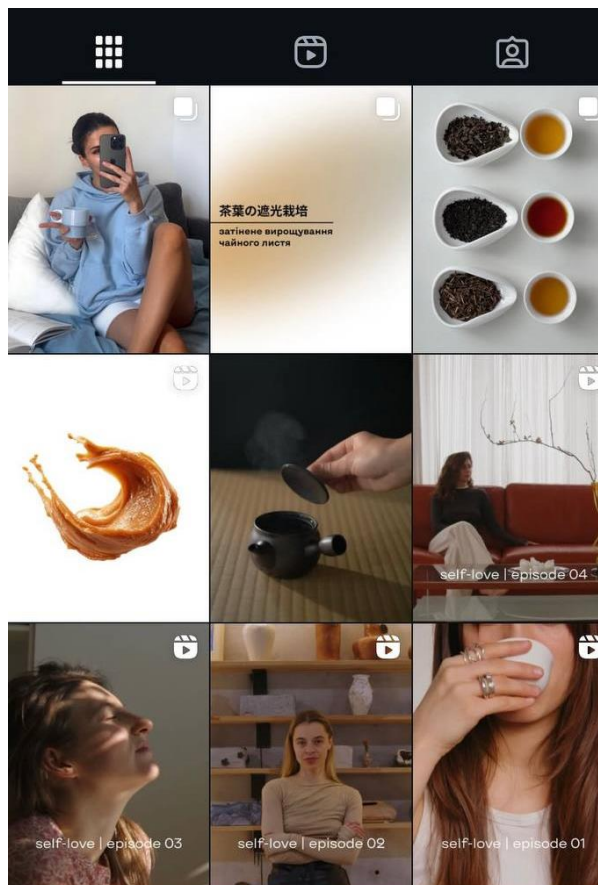 茶葉の遮光栽培
затінене вирощування
чайного листя
self-love | episode 04
self-love | episode 03
self-love | episode 02
self-love | episode 01